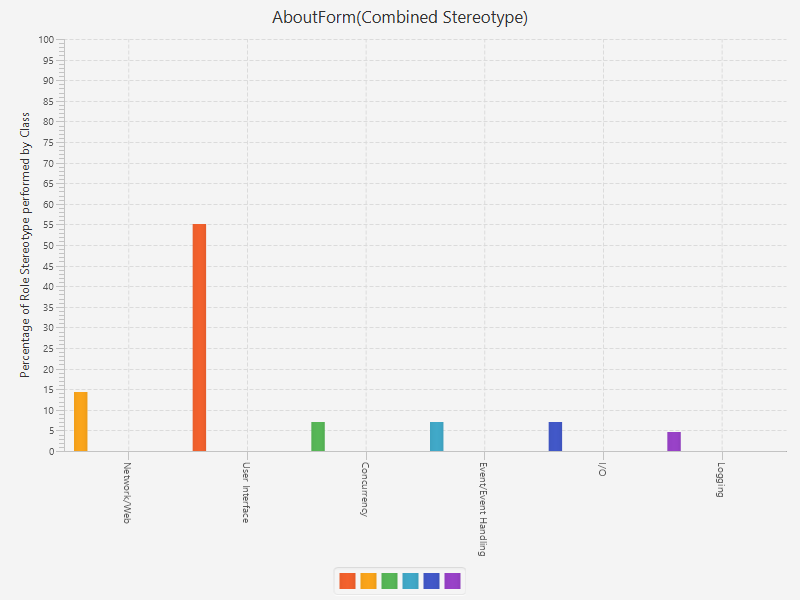 AboutForm(Combined Stereotype)
Percentage of Role Stereotype performed by Class
100
95
90
85
80
75
70
65
60
55
50
45
40
35
30
25
20
15
10
5
0
Network/Web
User Interface
Concurrency
Event/Event Handling
I/O
Logging